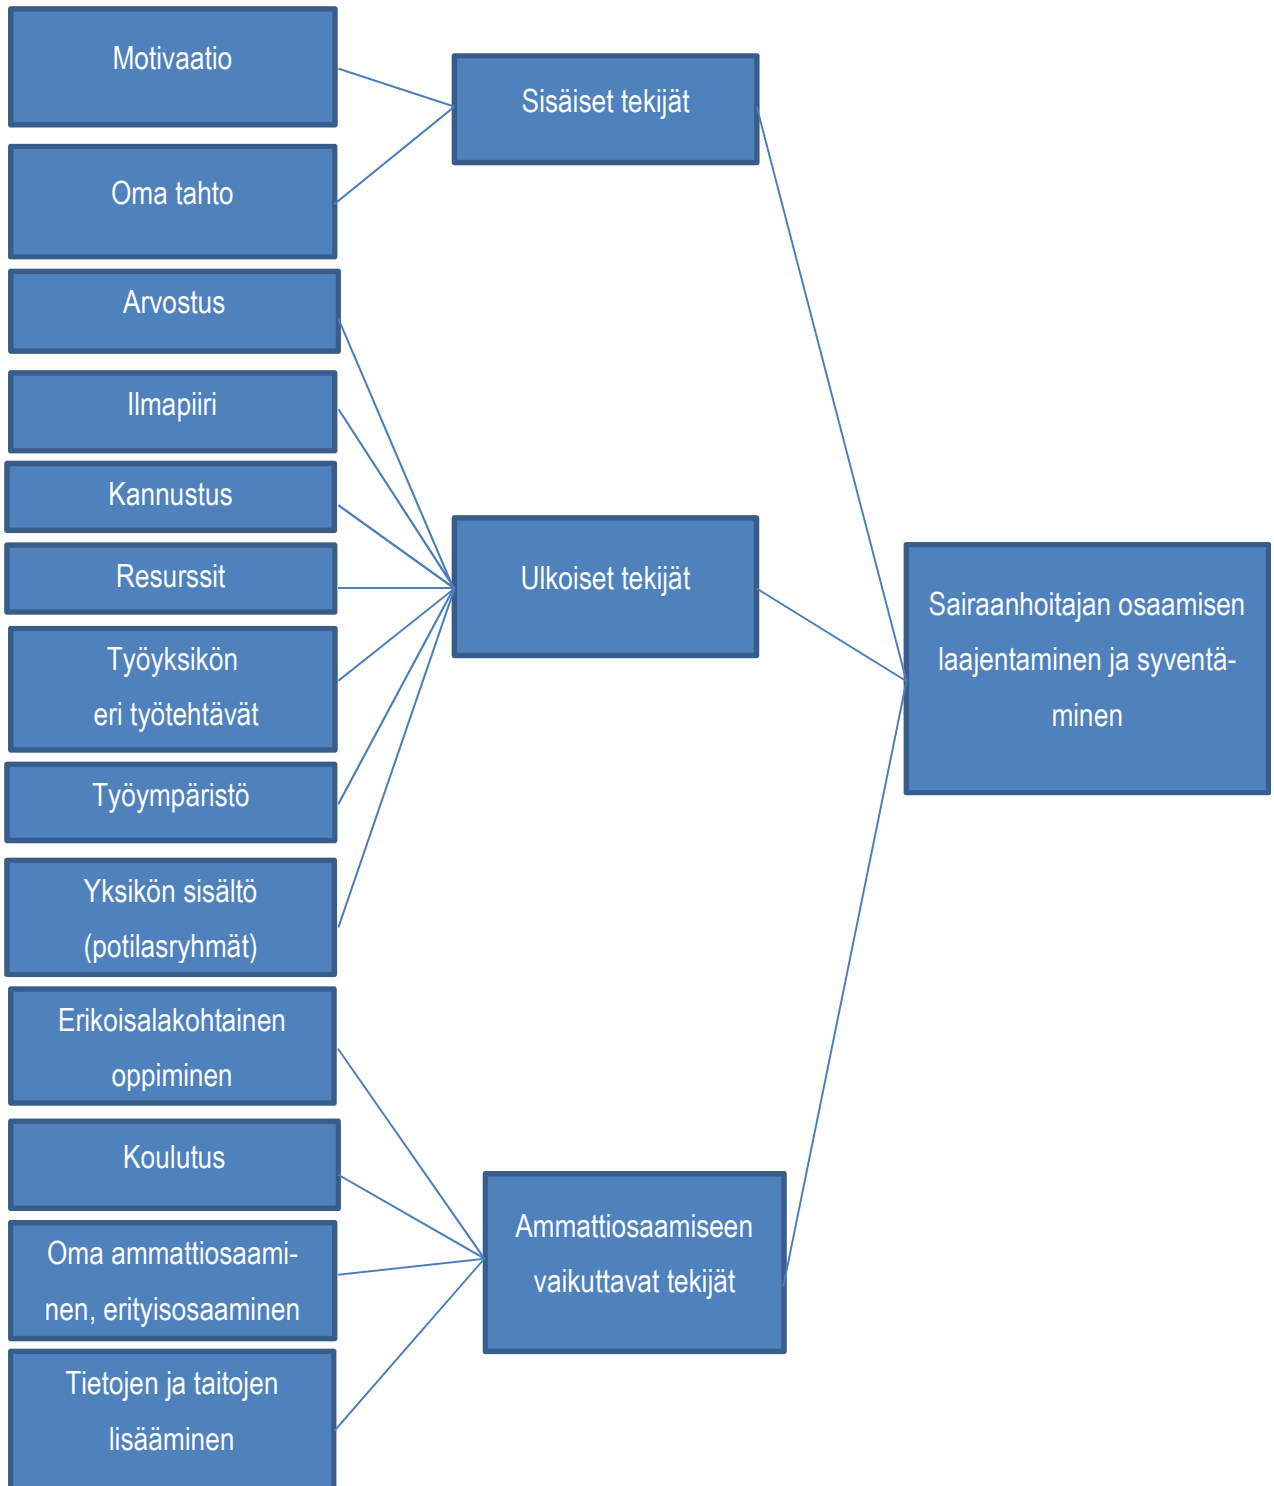 Motivaatio
Oma tahto
Arvostus
Ilmapiiri
Kannustus
Resurssit
Työyksikön
eri työtehtävät
Työympäristö
Yksikön sisältö
(potilasryhmät)
Erikoisalakohtainen
oppiminen
Koulutus
Oma ammattiosaami-
nen, erityisosaaminen
Tietojen ja taitojen
lisääminen
Sisäiset tekijät
Ulkoiset tekijät
Ammattiosaamiseen
vaikuttavat tekijät
Sairaanhoitajan osaamisen
laajentaminen ja syventä-
minen